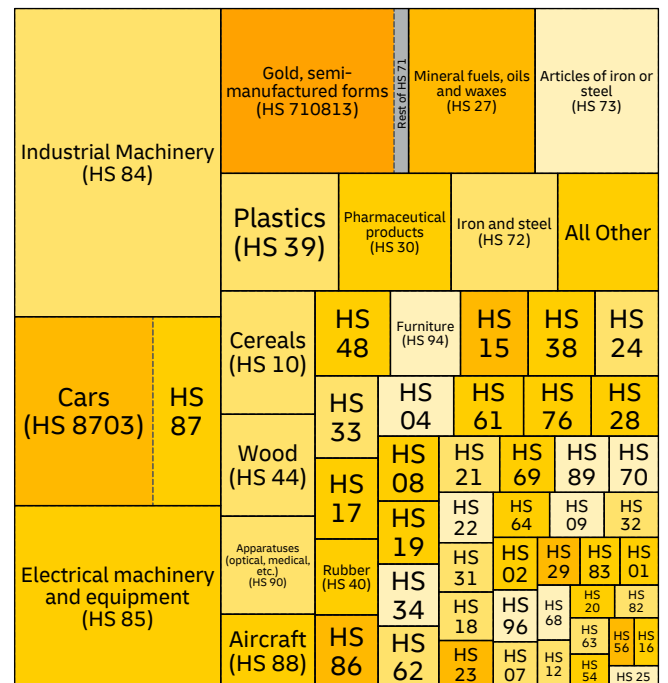 Industrial Machinery
(HS 84)
Gold, semi-
manufactured forms
(HS 710813)
Rest of HS 71
Mineral fuels, oils
and waxes
(HS 27)
Articles of iron or
steel
(HS 73)
Plastics
(HS 39)
Pharmaceutical
products
(HS 30)
Iron and steel
(HS 72)
All Other
Cars
(HS 8703)
HS
87
Electrical machinery
and equipment
(HS 85)
Cereals
(HS 10)
Wood
(HS 44)
Apparatuses
(optical, medical,
etc.)
(HS 90)
Aircraft
(HS 88)
HS
48
Furniture
(HS 94)
HS
15
HS
38
HS
24
HS
33
HS
04
HS
61
HS
76
HS
28
HS
17
HS
08
HS
21
HS
69
HS
89
HS
70
HS
19
HS
22
HS
64
HS
09
HS
32
Rubber
(HS 40)
HS
34
HS
31
HS
02
HS
29
HS
83
HS
01
HS
86
HS
62
HS
18
HS
96
HS
68
HS
20
HS
82
HS
23
HS
07
HS
12
HS
63
HS
56
HS
16
HS
54
HS 25